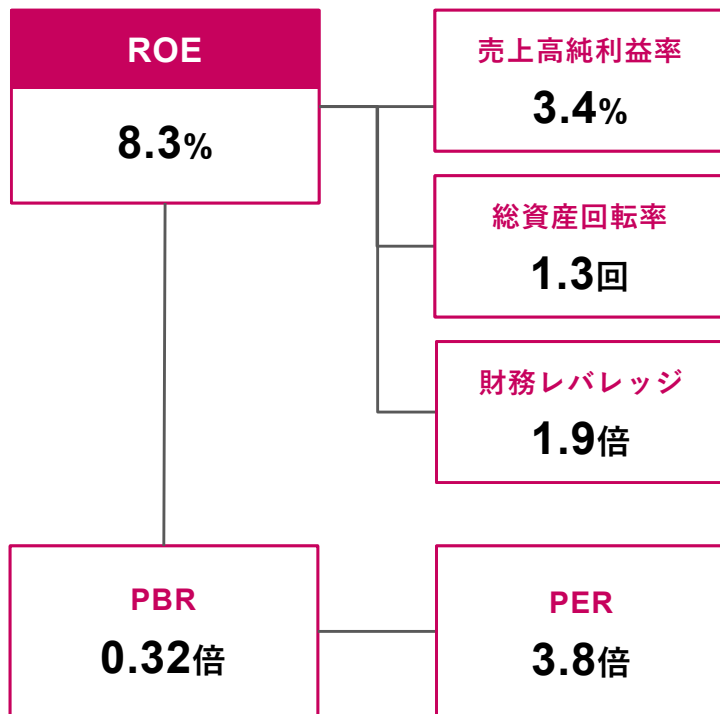 ROE
8.3%
売上高純利益率
3.4%
総資産回転率
1.3回
財務レバレッジ
1.9倍
PBR
0.32倍
PER
3.8倍